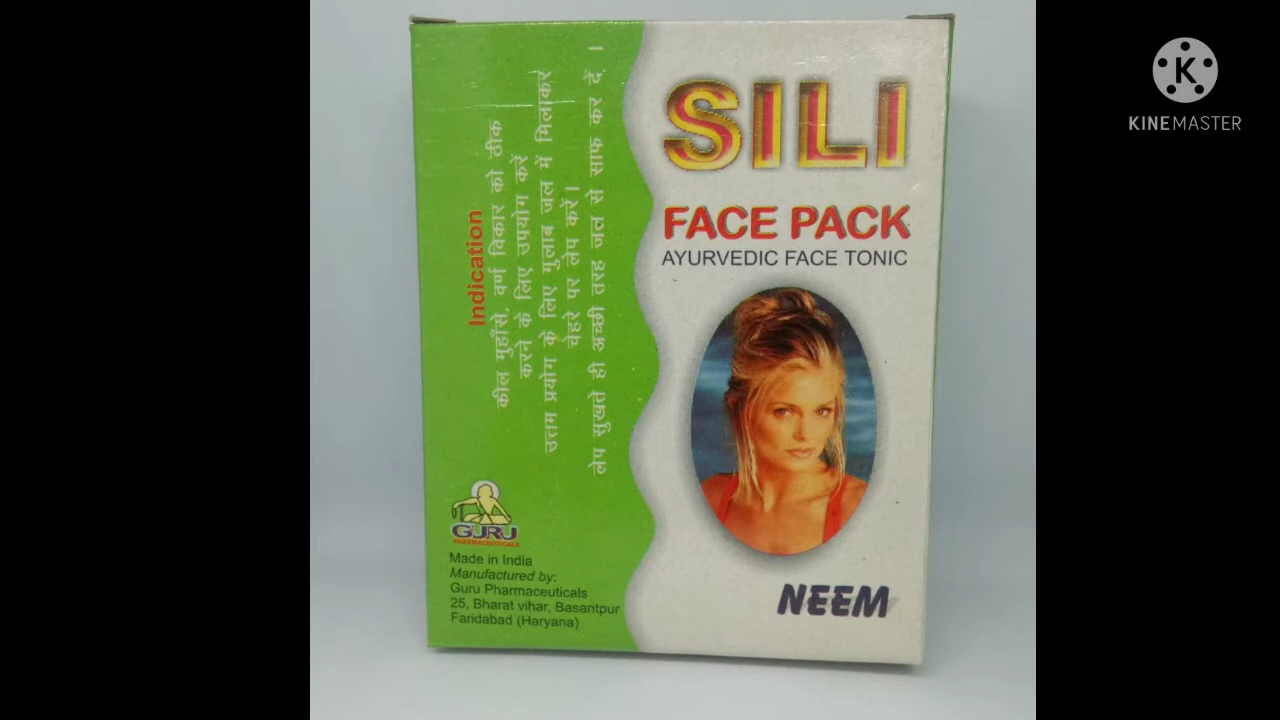 Indication
कील मुहाँसे, वर्ण विकार को ठीक
करने के लिए उपयोग करें
उत्तम प्रयोग के लिए गुलाब जल में मिलाकर
चेहरे पर लेप करें।
लेप सुखते ही अच्छी तरह जल से साफ कर दें ।
GURU
PHARMACEUTICALS
Made in India
Manufactured by:
Guru Pharmaceuticals
25, Bharat vihar, Basantpur
Faridabad (Haryana)
SILI
FACE PACK
AYURVEDIC FACE TONIC
NEEM
K
KINEMASTER